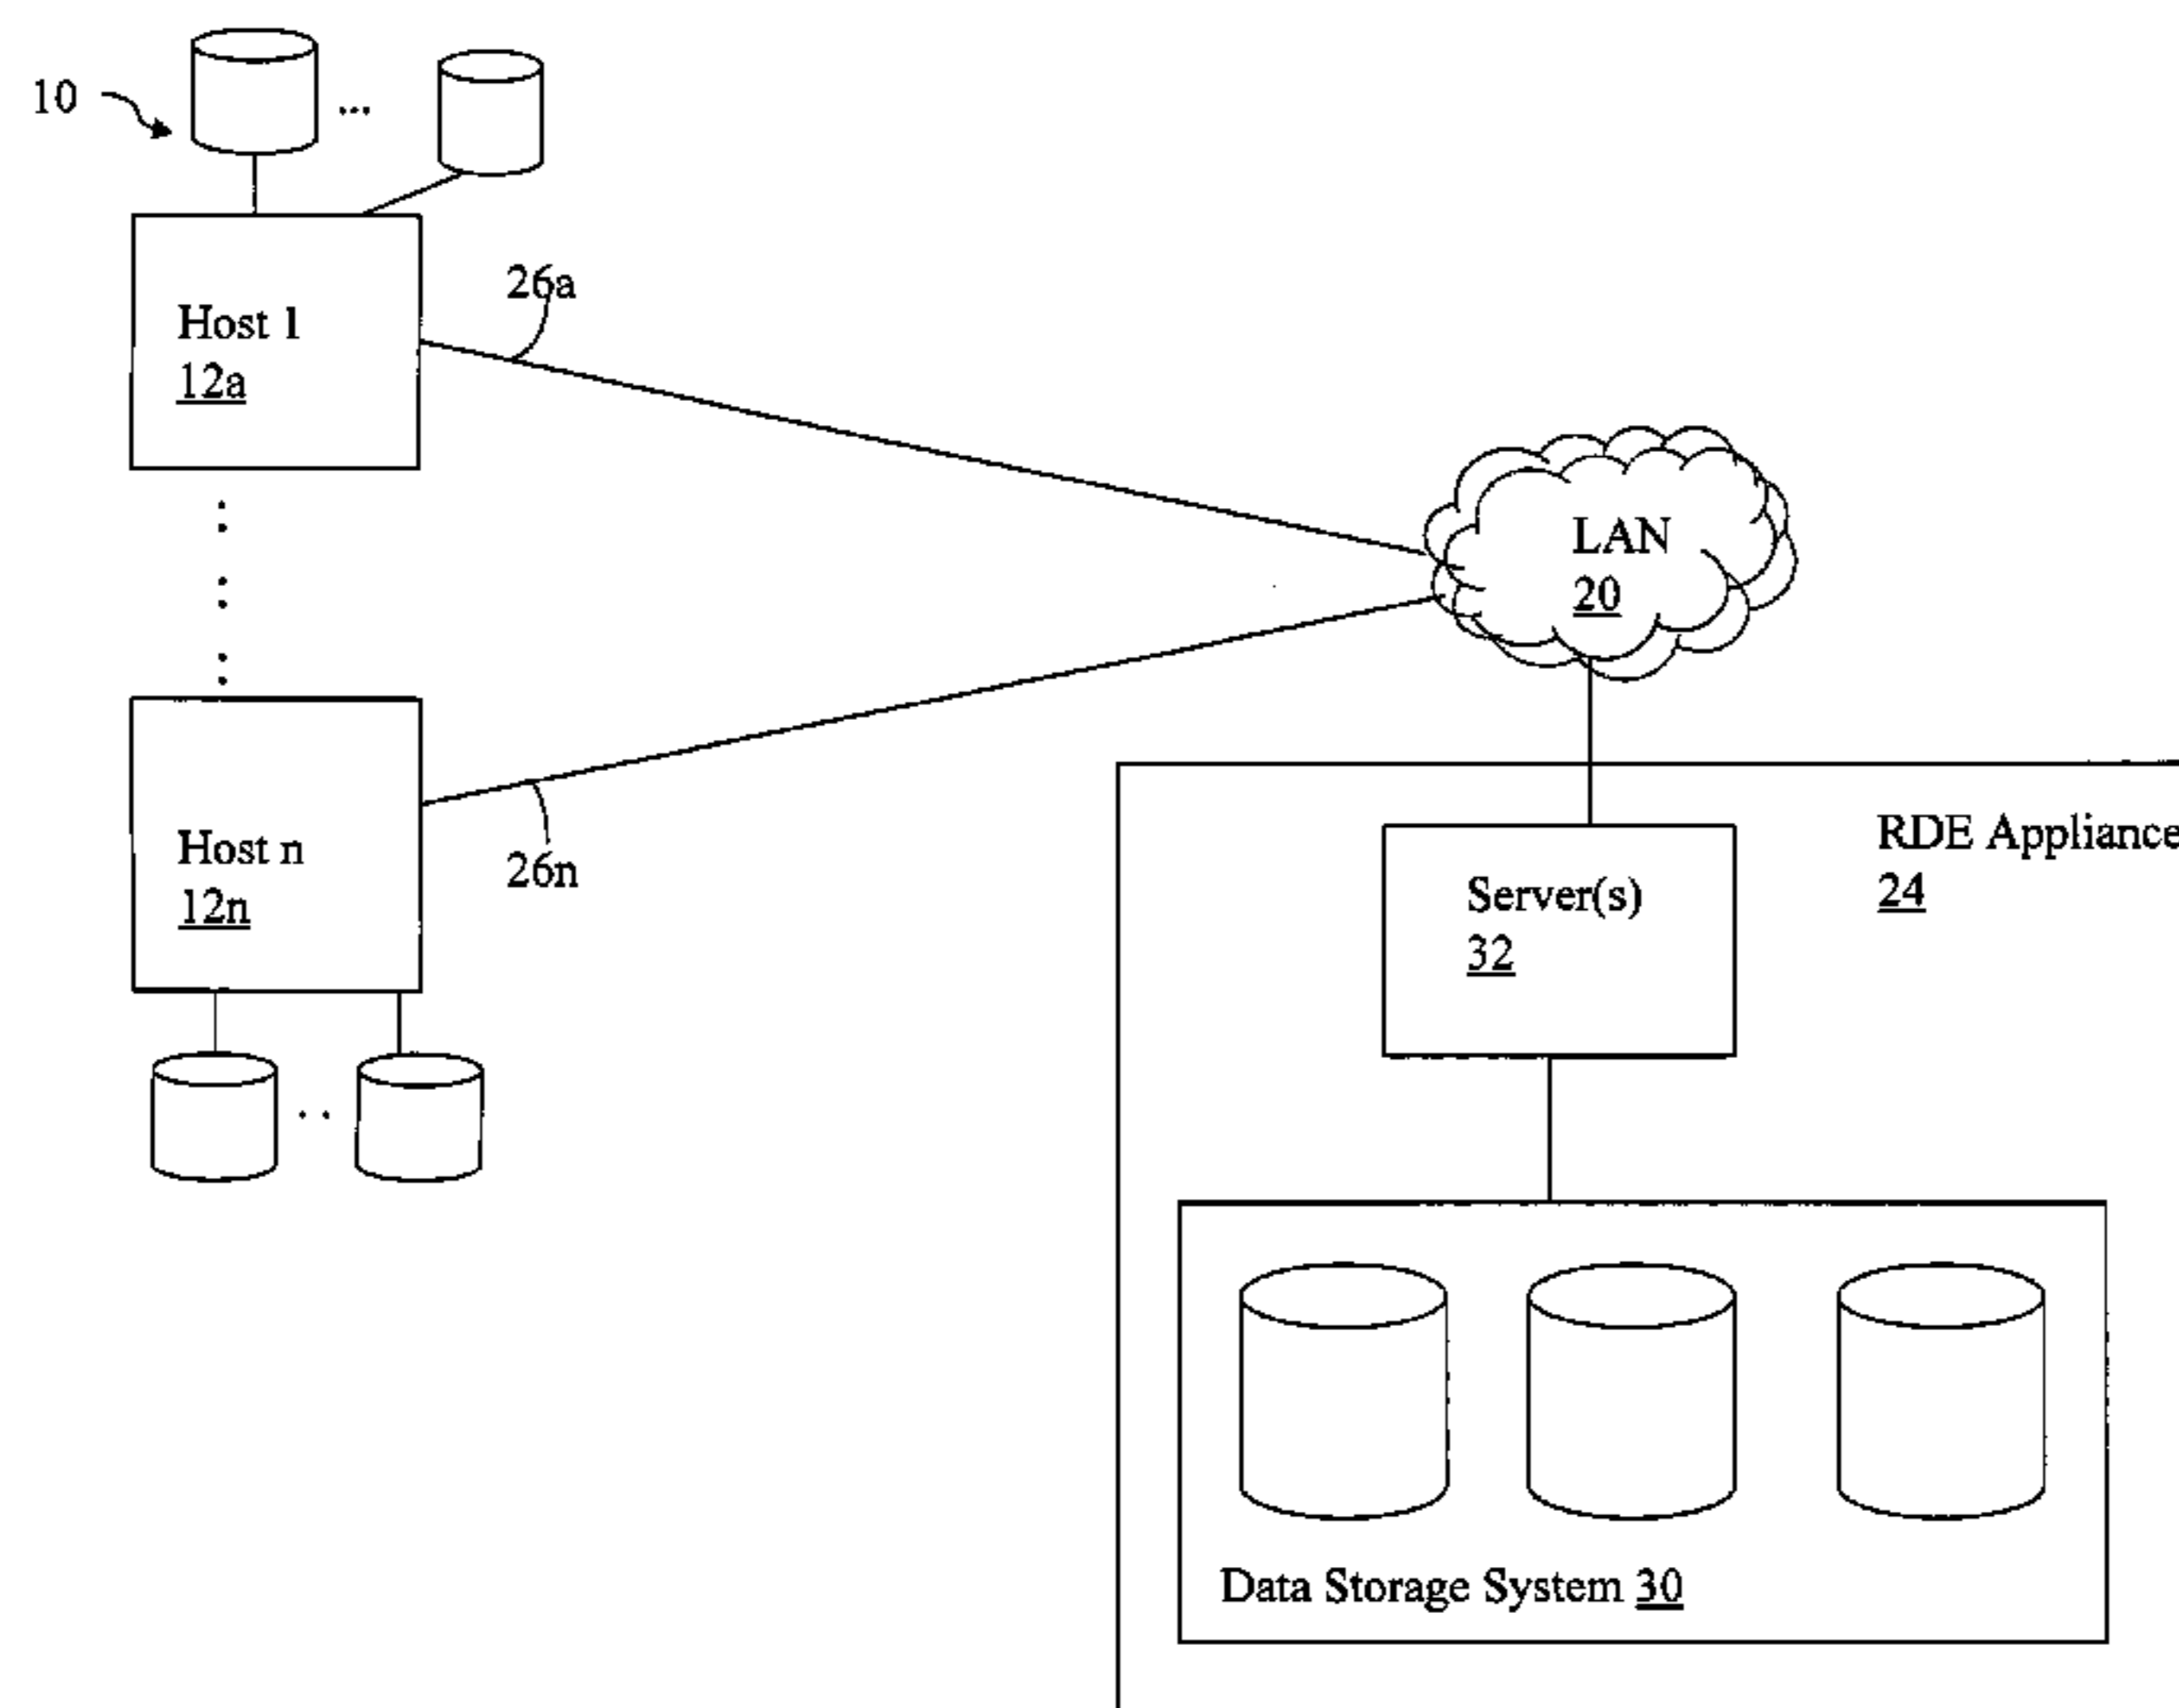 10
...
Host 1
12a
26a
LAN
20
Host n
12n
26n
RDE Appliance
24
Server(s)
32
Data Storage System 30